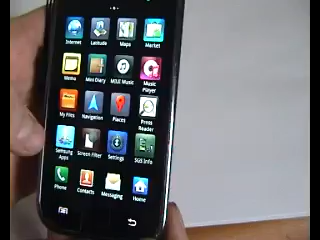 Internet Latitude Maps Market
Memo Mini Diary MIUI Music Music Player
My Files Navigation Places Press Reader
Samsung Apps Screen Filter Settings SGS Info
Phone Contacts Messaging Home